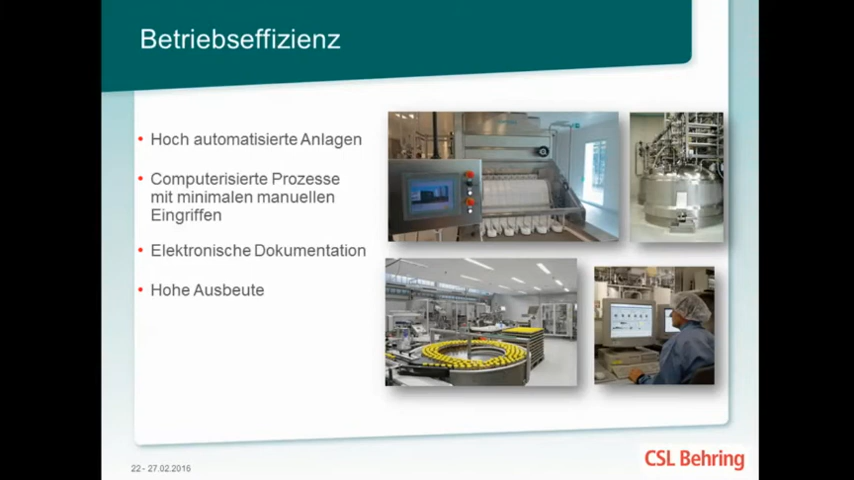 Betriebseffizienz
• Hoch automatisierte Anlagen
• Computerisierte Prozesse
mit minimalen manuellen
Eingriffen
• Elektronische Dokumentation
• Hohe Ausbeute
22 - 27.02.2016
CSL Behring